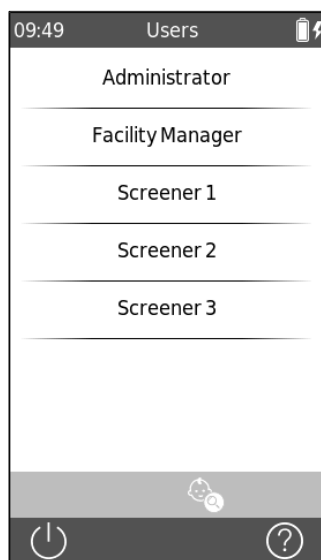 09:49 Users
Administrator
Facility Manager
Screener 1
Screener 2
Screener 3
?